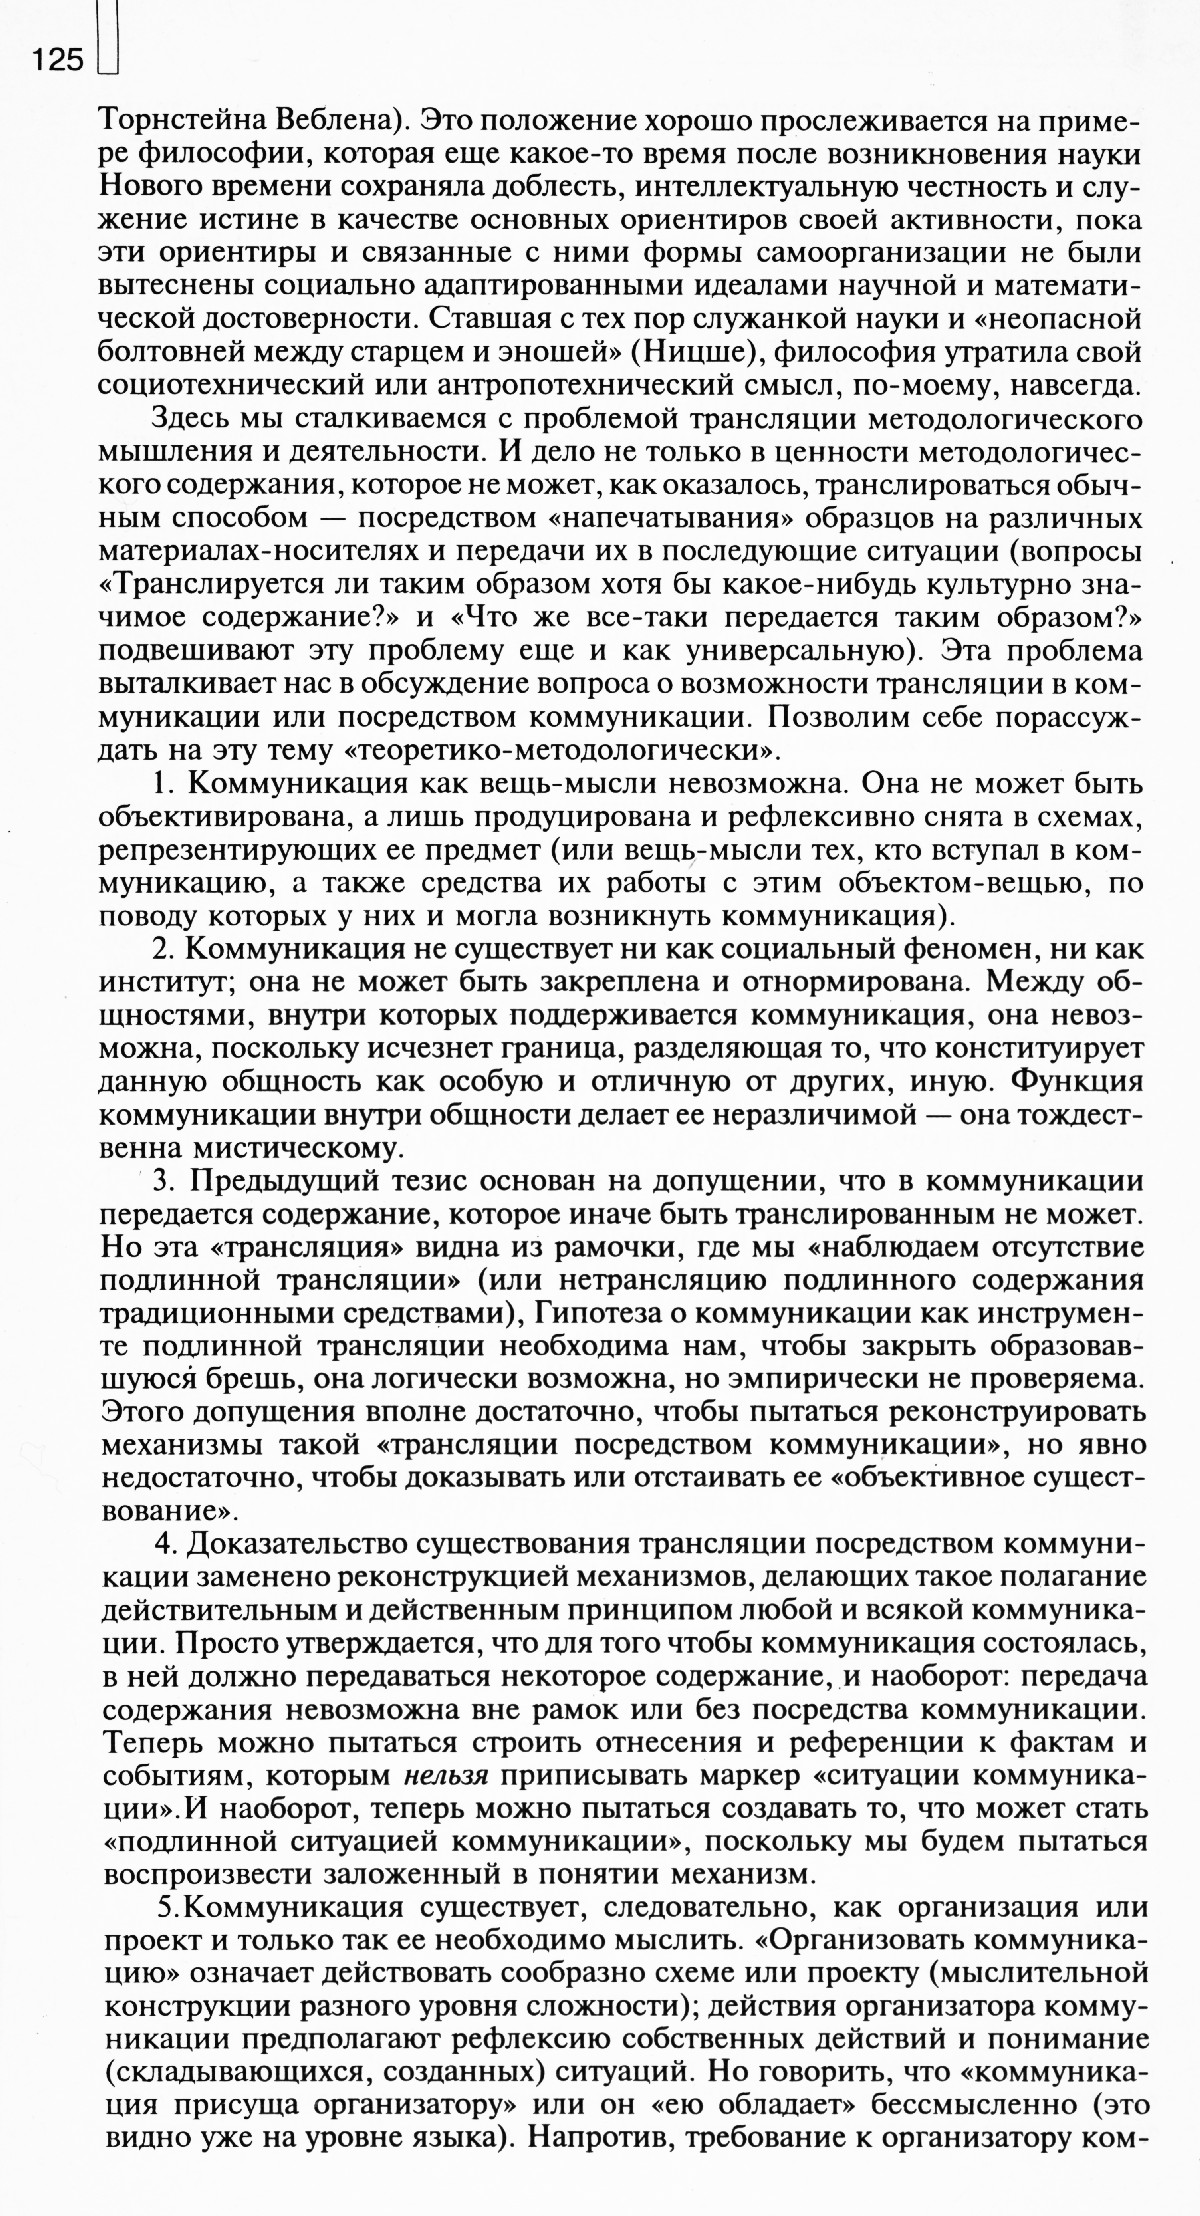 125
Торнстейна Веблена). Это положение хорошо прослеживается на приме-
ре философии, которая еще какое-то время после возникновения науки
Нового времени сохраняла доблесть, интеллектуальную честность и слу-
жение истине в качестве основных ориентиров своей активности, пока
эти ориентиры и связанные с ними формы самоорганизации не были
вытеснены социально адаптированными идеалами научной и математи-
ческой достоверности. Ставшая с тех пор служанкой науки и «неопасной
болтовней между старцем и эношей» (Ницше), философия утратила свой
социотехнический или антропотехнический смысл, по-моему, навсегда.
Здесь мы сталкиваемся с проблемой трансляции методологического
мышления и деятельности. И дело не только в ценности методологичес-
кого содержания, которое не может, как оказалось, транслироваться обыч-
ным способом — посредством «напечатывания» образцов на различных
материалах-носителях и передачи их в последующие ситуации (вопросы
«Транслируется ли таким образом хотя бы какое-нибудь культурно зна-
чимое содержание?» и «Что же все-таки передается таким образом?»
подвешивают эту проблему еще и как универсальную). Эта проблема
выталкивает нас в обсуждение вопроса о возможности трансляции в ком-
муникации или посредством коммуникации. Позволим себе порассуж-
дать на эту тему «теоретико-методологически».
1. Коммуникация как вещь-мысли невозможна. Она не может быть
объективирована, а лишь продуцирована и рефлексивно снята в схемах,
репрезентирующих ее предмет (или вещь-мысли тех, кто вступал в ком-
муникацию, а также средства их работы с этим объектом-вещью, по
поводу которых у них и могла возникнуть коммуникация).
2. Коммуникация не существует ни как социальный феномен, ни как
институт; она не может быть закреплена и отнормирована. Между об-
щностями, внутри которых поддерживается коммуникация, она невоз-
можна, поскольку исчезнет граница, разделяющая то, что конституирует
данную общность как особую и отличную от других, иную. Функция
коммуникации внутри общности делает ее неразличимой — она тождест-
венна мистическому.
3. Предыдущий тезис основан на допущении, что в коммуникации
передается содержание, которое иначе быть транслированным не может.
Но эта «трансляция» видна из рамочки, где мы «наблюдаем отсутствие
подлинной трансляции» (или нетрансляцию подлинного содержания
традиционными средствами), Гипотеза о коммуникации как инструмен-
те подлинной трансляции необходима нам, чтобы закрыть образовав-
шуюся брешь, она логически возможна, но эмпирически не проверяема.
Этого допущения вполне достаточно, чтобы пытаться реконструировать
механизмы такой «трансляции посредством коммуникации», но явно
недостаточно, чтобы доказывать или отстаивать ее «объективное сущест-
вование».
4. Доказательство существования трансляции посредством коммуни-
кации заменено реконструкцией механизмов, делающих такое полагание
действительным и действенным принципом любой и всякой коммуника-
ции. Просто утверждается, что для того чтобы коммуникация состоялась,
в ней должно передаваться некоторое содержание, и наоборот: передача
содержания невозможна вне рамок или без посредства коммуникации.
Теперь можно пытаться строить отнесения и референции к фактам и
событиям, которым нельзя приписывать маркер «ситуации коммуника-
ции».И наоборот, теперь можно пытаться создавать то, что может стать
«подлинной ситуацией коммуникации», поскольку мы будем пытаться
воспроизвести заложенный в понятии механизм.
5.Коммуникация существует, следовательно, как организация или
проект и только так ее необходимо мыслить. «Организовать коммуника-
цию» означает действовать сообразно схеме или проекту (мыслительной
конструкции разного уровня сложности); действия организатора комму-
никации предполагают рефлексию собственных действий и понимание
(складывающихся, созданных) ситуаций. Но говорить, что «коммуника-
ция присуща организатору» или он «ею обладает» бессмысленно (это
видно уже на уровне языка). Напротив, требование к организатору ком-